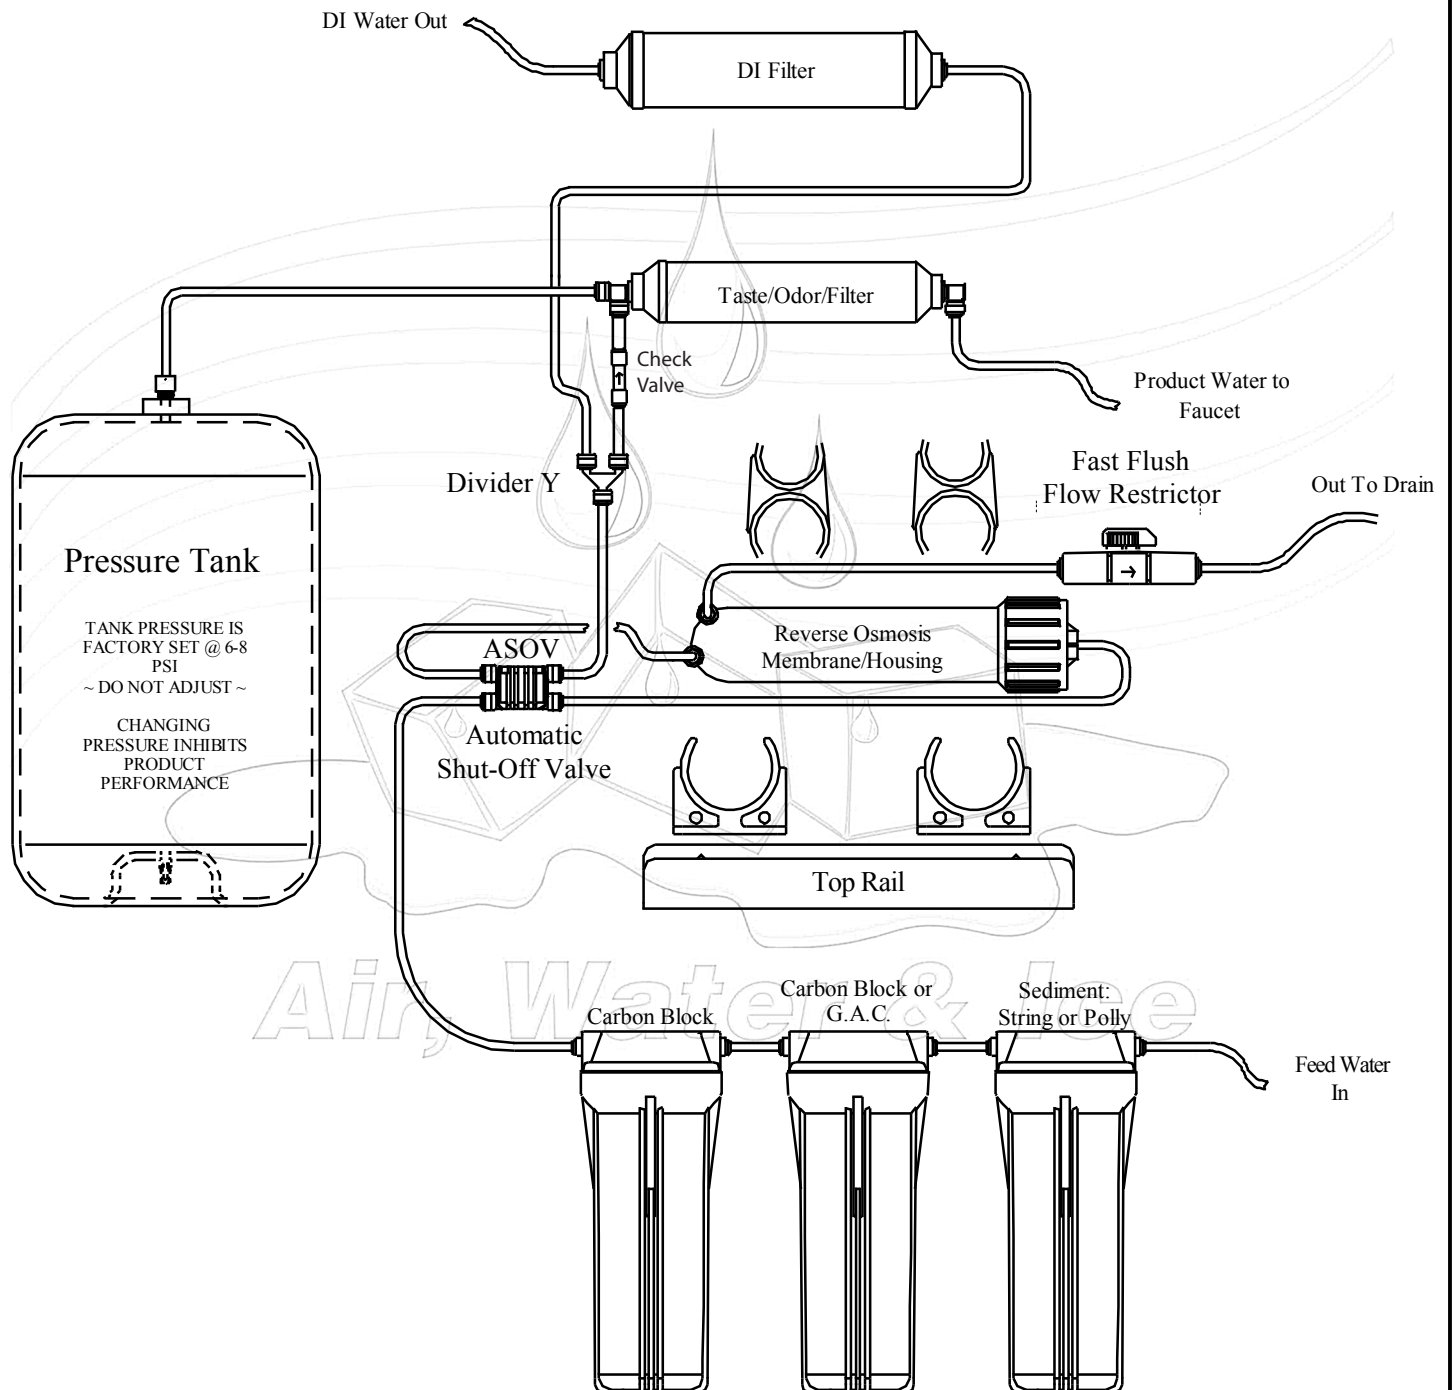 DI Water Out
DI Filter
Taste/Odor/Filter
Check
Valve
Product Water to
Faucet
Divider Y
Fast Flush
Flow Restrictor
Out To Drain
Pressure Tank
TANK PRESSURE IS
FACTORY SET @ 6-8
PSI
~ DO NOT ADJUST ~
CHANGING
PRESSURE INHIBITS
PRODUCT
PERFORMANCE
ASOV
Reverse Osmosis
Membrane/Housing
Automatic
Shut-Off Valve
Top Rail
Air, Water & Ice
Carbon Block
Carbon Block or
G.A.C.
Sediment:
String or Polly
Feed Water
In